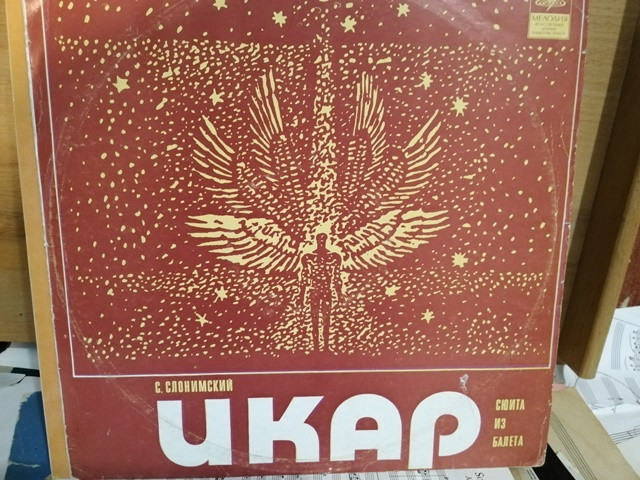 МЕЛОДИЯ
С. СЛОНИМСКИЙ
ИКАР
СЮИТА
ИЗ
БАЛЕТА